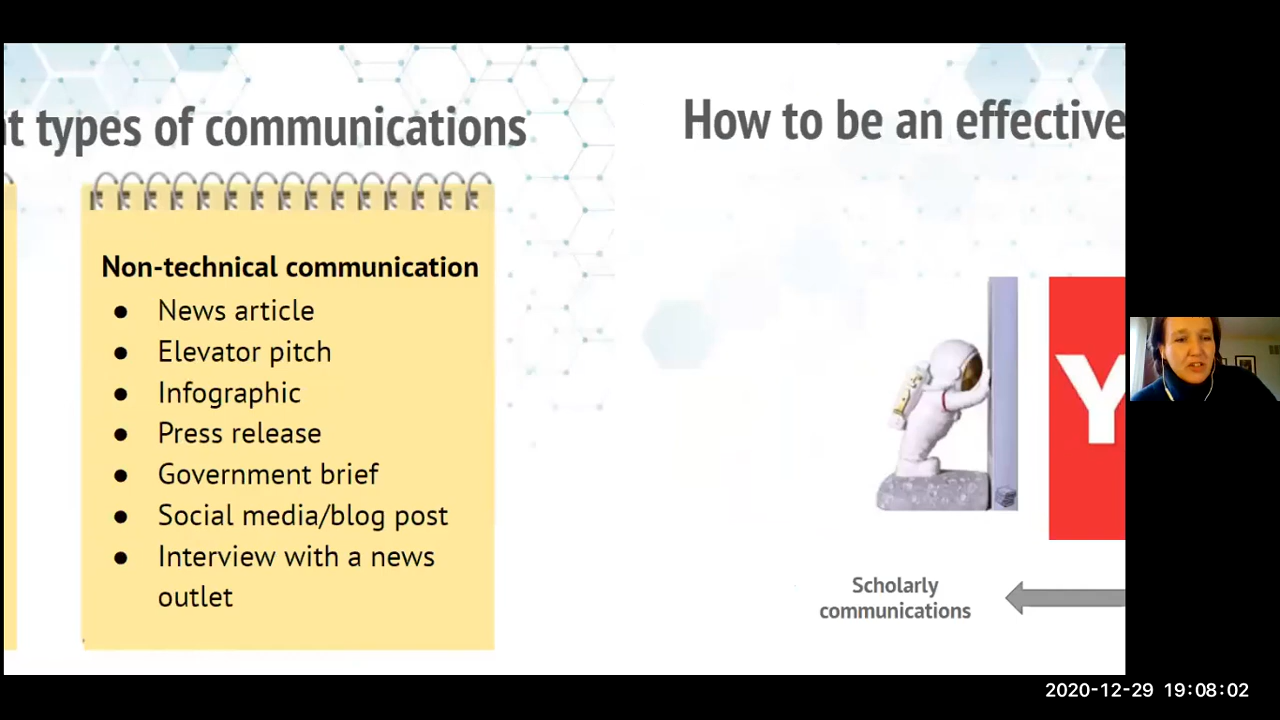 t types of communications
Non-technical communication
● News article
● Elevator pitch
● Infographic
● Press release
● Government brief
● Social media/blog post
● Interview with a news
outlet
How to be an effective
Y
Scholarly
communications
2020-12-29 19:08:02